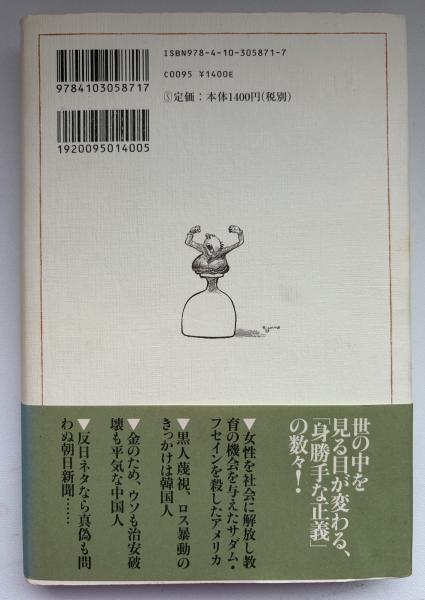 ISBN978-4-10-305871-7
C0095 ¥1400E
Ⓢ定価：本体1400円(税別)
9784103058717
1920095014005
世の中を
見る目が変わる、
「身勝手な正義」
の数々！
▼女性を社会に解放し教
育の機会を与えたサダム・
フセインを殺したアメリカ
▼黒人蔑視、ロス暴動の
きっかけは韓国人
▼金のため、ウソも治安破
壊も平気な中国人
▼反日ネタなら真偽も問
わぬ朝日新聞……